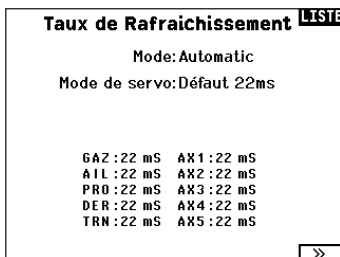 Taux de Rafraichissement LISTE
Mode: Automatic
Mode de servo: Défaut 22ms
GAZ :22 mS AX1 :22 mS
AIL :22 mS AX2 :22 mS
PRO :22 mS AX3 :22 mS
DER :22 mS AX4 :22 mS
TRN :22 mS AX5 :22 mS
>>